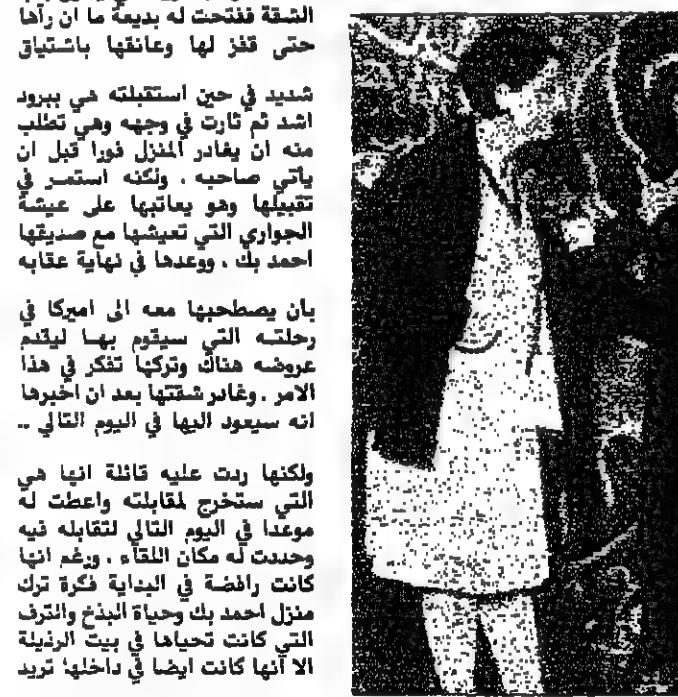 الشقة ففتحت له بديعة ما ان رآها
حتى قفز لها وعانقها باشتياق
شديد في حين استقبلته هي ببرود
اشد ثم ثارت في وجهه وهي تطلب
منه ان يغادر المنزل فورا قبل ان
يأتي صاحبه . ولكنه استمر في
تقبيلها وهو يعاتبها على عيشة
الجواري التي تعيشها مع صديقها
احمد بك . ووعدها في نهاية عقابه
بأن يصطحبها معه الى اميركا في
رحلته التي سيقوم بها ليقدم
عروضه هناك وتركها تفكر في هذا
الامر . وغادر شقتها بعد ان اخبرها
انه سيعود اليها في اليوم التالي ..
ولكنها ردت عليه قائلة انها هي
التي ستخرج لمقابلته واعطت له
موعدا في اليوم التالي لتقابله فيه
وحددت له مكان اللقاء . ورغم انها
كانت رافضة في البداية فكرة ترك
منزل احمد بك وحياة البذخ والترف
التي كانت تحياها في بيت الرذيلة
الا انها كانت ايضا في داخلها تريد